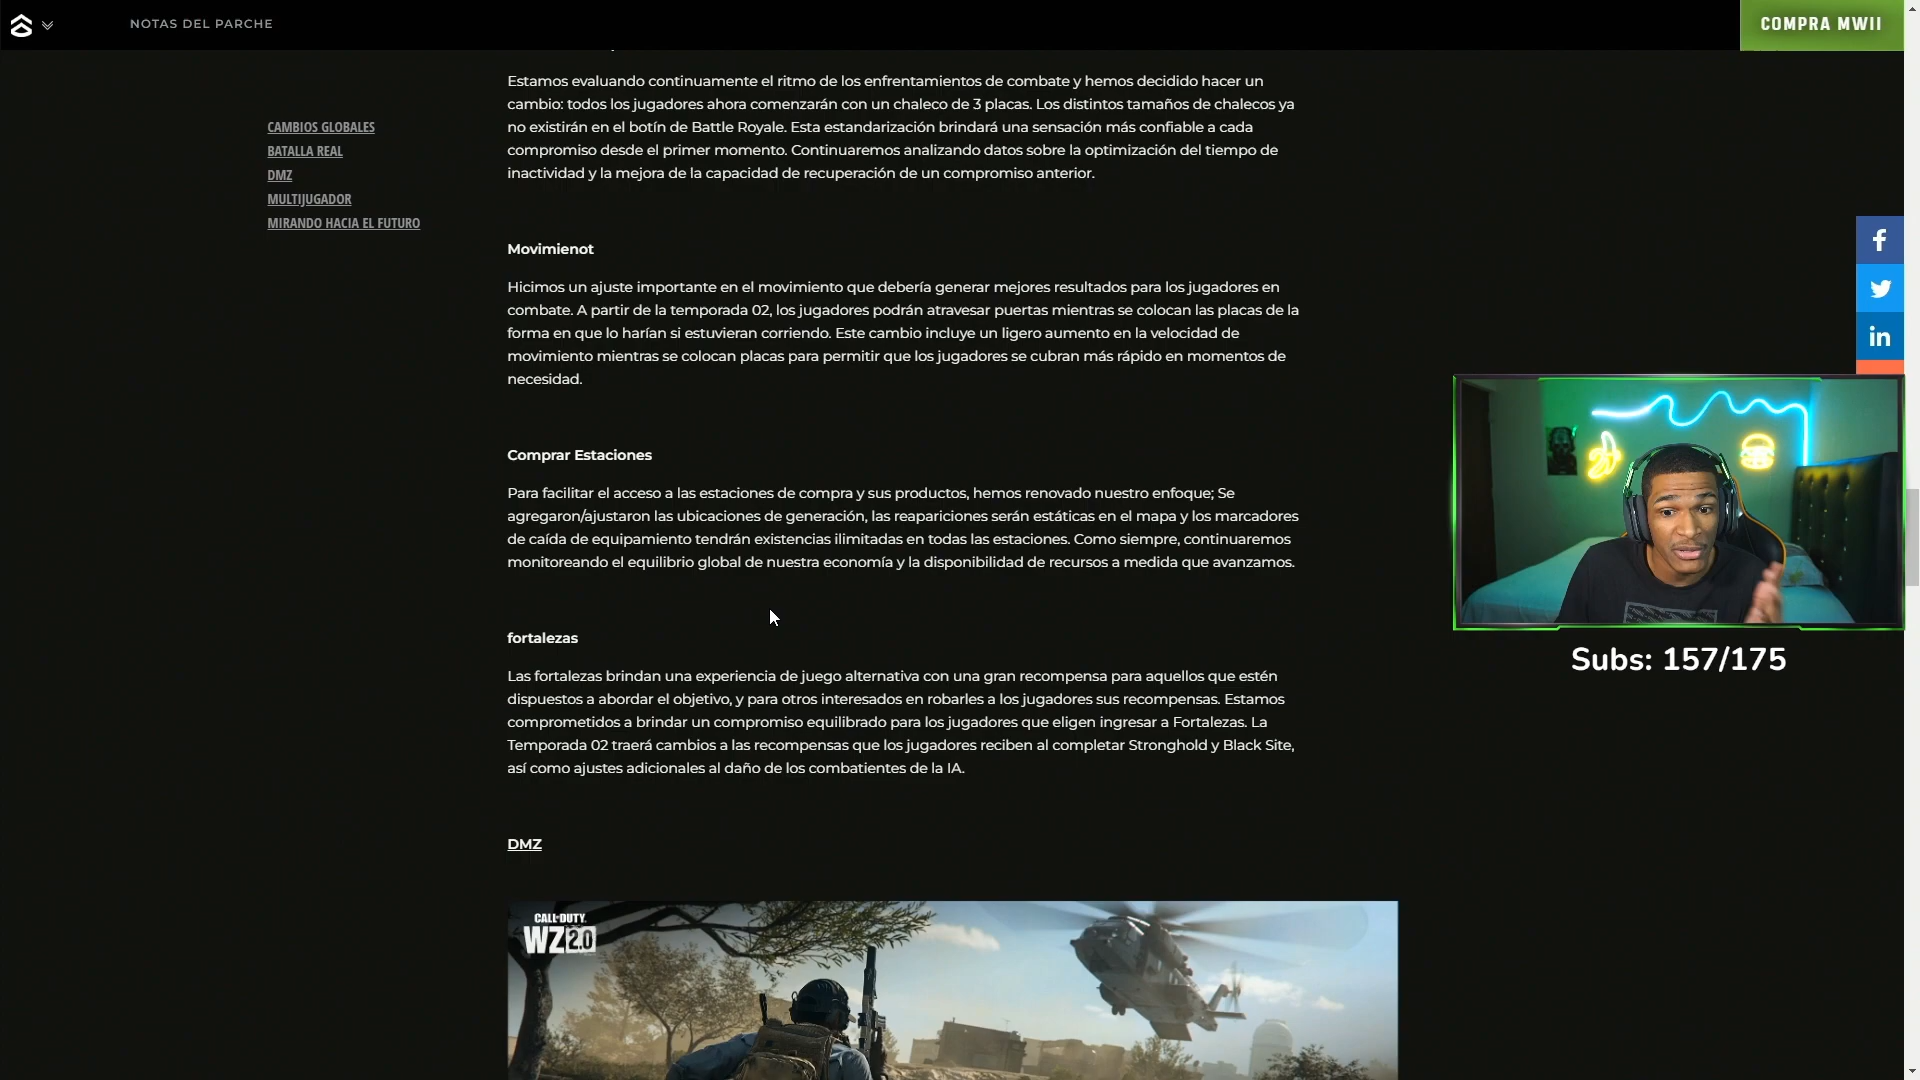 NOTAS DEL PARCHE
COMPRA MWII
CAMBIOS GLOBALES
BATALLA REAL
DMZ
MULTIJUGADOR
MIRANDO HACIA EL FUTURO
Estamos evaluando continuamente el ritmo de los enfrentamientos de combate y hemos decidido hacer un
cambio: todos los jugadores ahora comenzarán con un chaleco de 3 placas. Los distintos tamaños de chalecos ya
no existirán en el botín de Battle Royale. Esta estandarización brindará una sensación más confiable a cada
compromiso desde el primer momento. Continuaremos analizando datos sobre la optimización del tiempo de
inactividad y la mejora de la capacidad de recuperación de un compromiso anterior.
Movimienot
Hicimos un ajuste importante en el movimiento que debería generar mejores resultados para los jugadores en
combate. A partir de la temporada 02, los jugadores podrán atravesar puertas mientras se colocan las placas de la
forma en que lo harían si estuvieran corriendo. Este cambio incluye un ligero aumento en la velocidad de
movimiento mientras se colocan placas para permitir que los jugadores se cubran más rápido en momentos de
necesidad.
Comprar Estaciones
Para facilitar el acceso a las estaciones de compra y sus productos, hemos renovado nuestro enfoque; Se
agregaron/ajustaron las ubicaciones de generación, las reapariciones serán estáticas en el mapa y los marcadores
de caída de equipamiento tendrán existencias ilimitadas en todas las estaciones. Como siempre, continuaremos
monitoreando el equilibrio global de nuestra economía y la disponibilidad de recursos a medida que avanzamos.
fortalezas
Las fortalezas brindan una experiencia de juego alternativa con una gran recompensa para aquellos que estén
dispuestos a abordar el objetivo, y para otros interesados en robarles a los jugadores sus recompensas. Estamos
comprometidos a brindar un compromiso equilibrado para los jugadores que eligen ingresar a Fortalezas. La
Temporada 02 traerá cambios a las recompensas que los jugadores reciben al completar Stronghold y Black Site,
así como ajustes adicionales al daño de los combatientes de la IA.
DMZ
CALL·DUTY.
WZ 2.0
f
in
Subs: 157/175